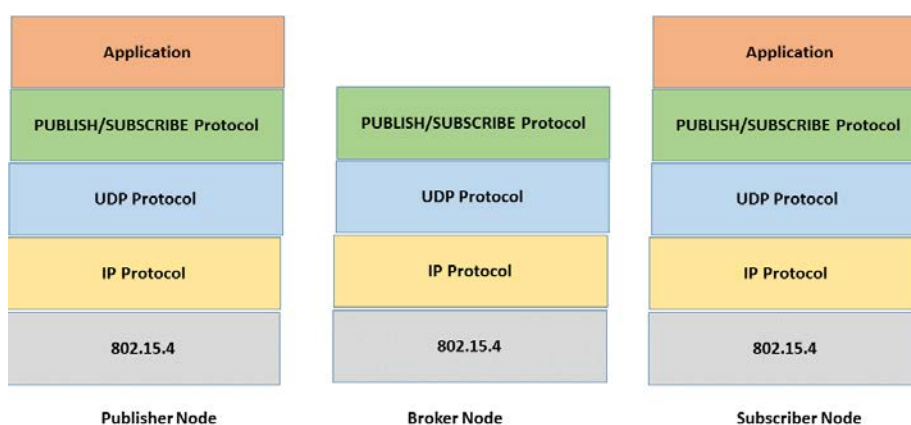 Application
PUBLISH/SUBSCRIBE Protocol
UDP Protocol
IP Protocol
802.15.4
Publisher Node
PUBLISH/SUBSCRIBE Protocol
UDP Protocol
IP Protocol
802.15.4
Broker Node
Application
PUBLISH/SUBSCRIBE Protocol
UDP Protocol
IP Protocol
802.15.4
Subscriber Node